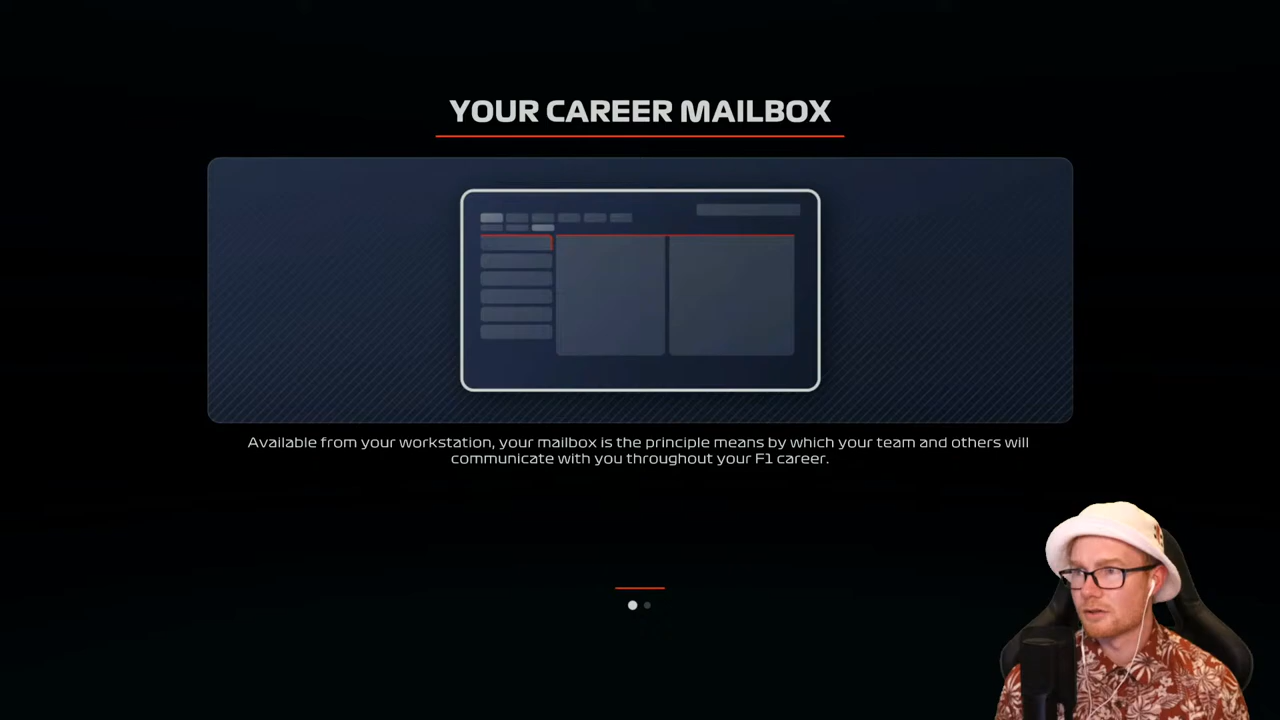 YOUR CAREER MAILBOX
Available from your workstation, your mailbox is the principle means by which your team and others will
communicate with you throughout your F1 career.